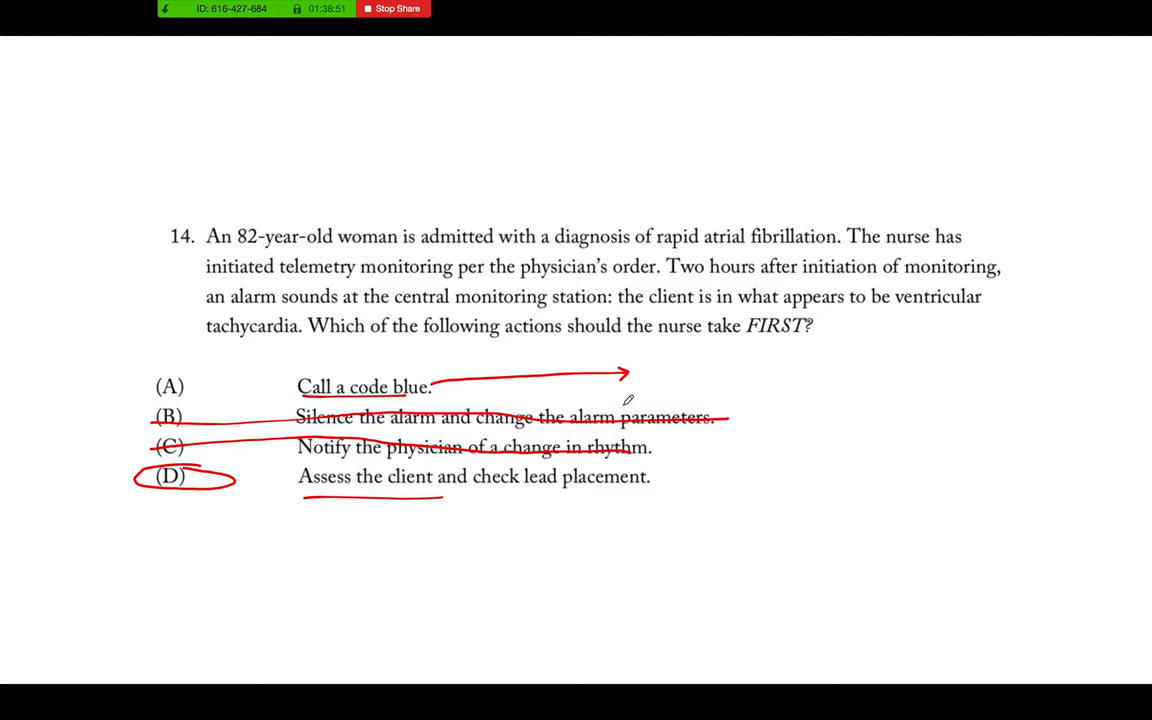 ID: 616-427-684 01:38:51 Stop Share
14. An 82-year-old woman is admitted with a diagnosis of rapid atrial fibrillation. The nurse has
initiated telemetry monitoring per the physician's order. Two hours after initiation of monitoring,
an alarm sounds at the central monitoring station: the client is in what appears to be ventricular
tachycardia. Which of the following actions should the nurse take FIRST?
(A) Call a code blue.
(B) Silence the alarm and change the alarm parameters.
(C) Notify the physician of a change in rhythm.
(D) Assess the client and check lead placement.